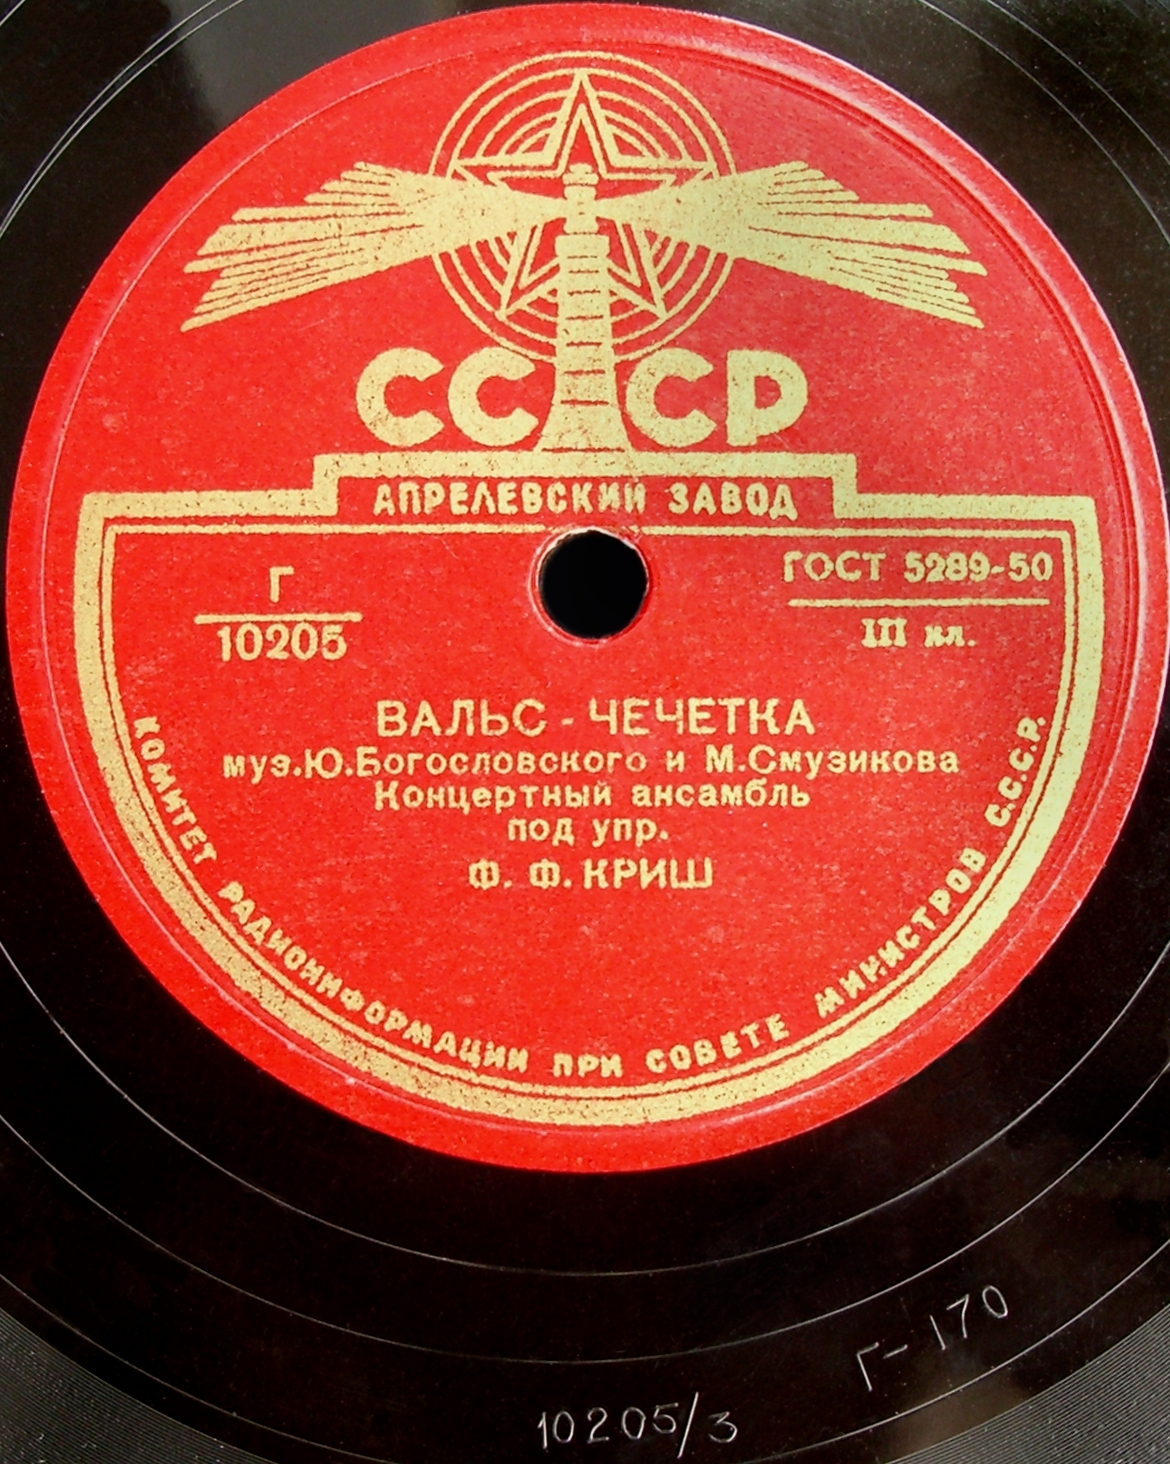 СССР
АПРЕЛЕВСКИЙ ЗАВОД
Г
10205
ГОСТ 5289-50
III кл.
ВАЛЬС - ЧЕЧЕТКА
муз.Ю.Богословского и М.Смузикова
Концертный ансамбль
под упр.
Ф. Ф. КРИШ
КОМИТЕТ РАДИОИНФОРМАЦИИ ПРИ СОВЕТЕ МИНИСТРОВ С.С.С.Р.
Г-170
10205/3